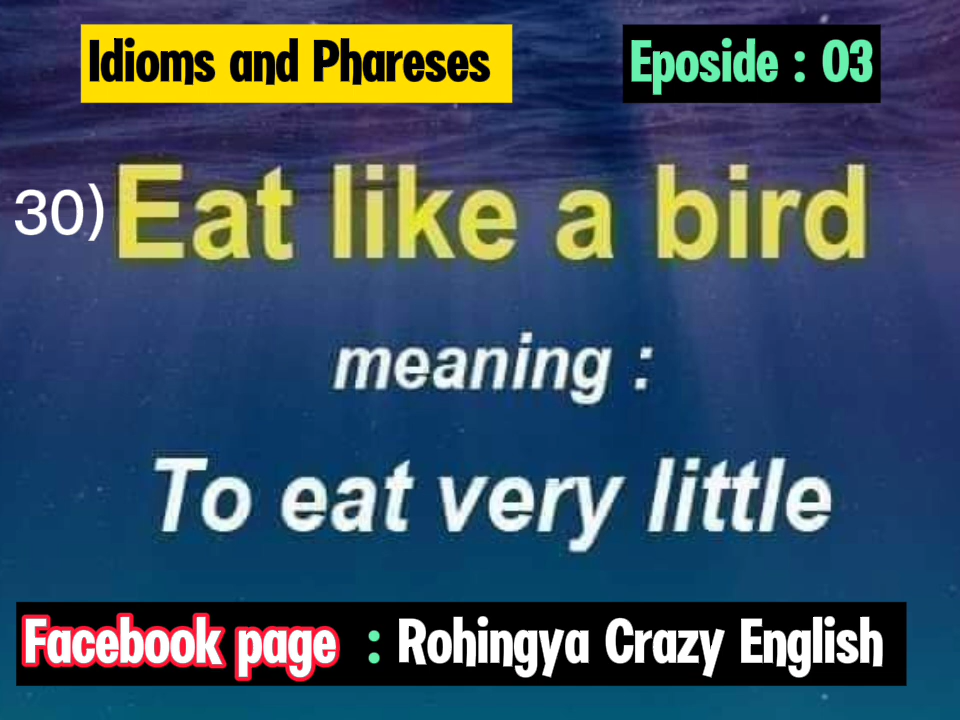 Idioms and Phareses
Eposide : 03
30) Eat like a bird
meaning :
To eat very little
Facebook page : Rohingya Crazy English